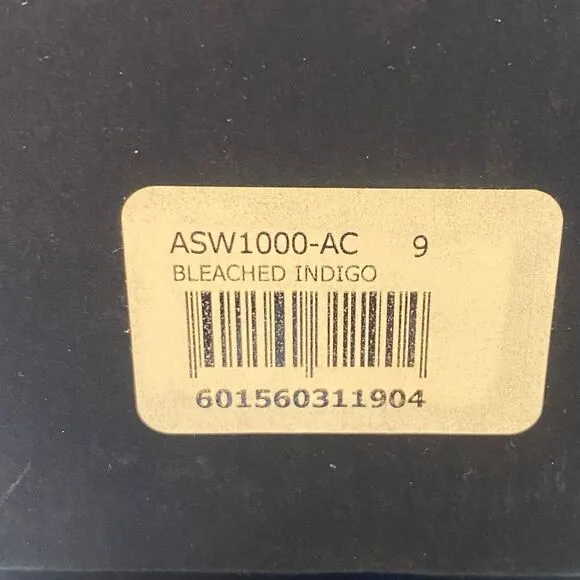 ASW1000-AC 9
BLEACHED INDIGO
601560311904